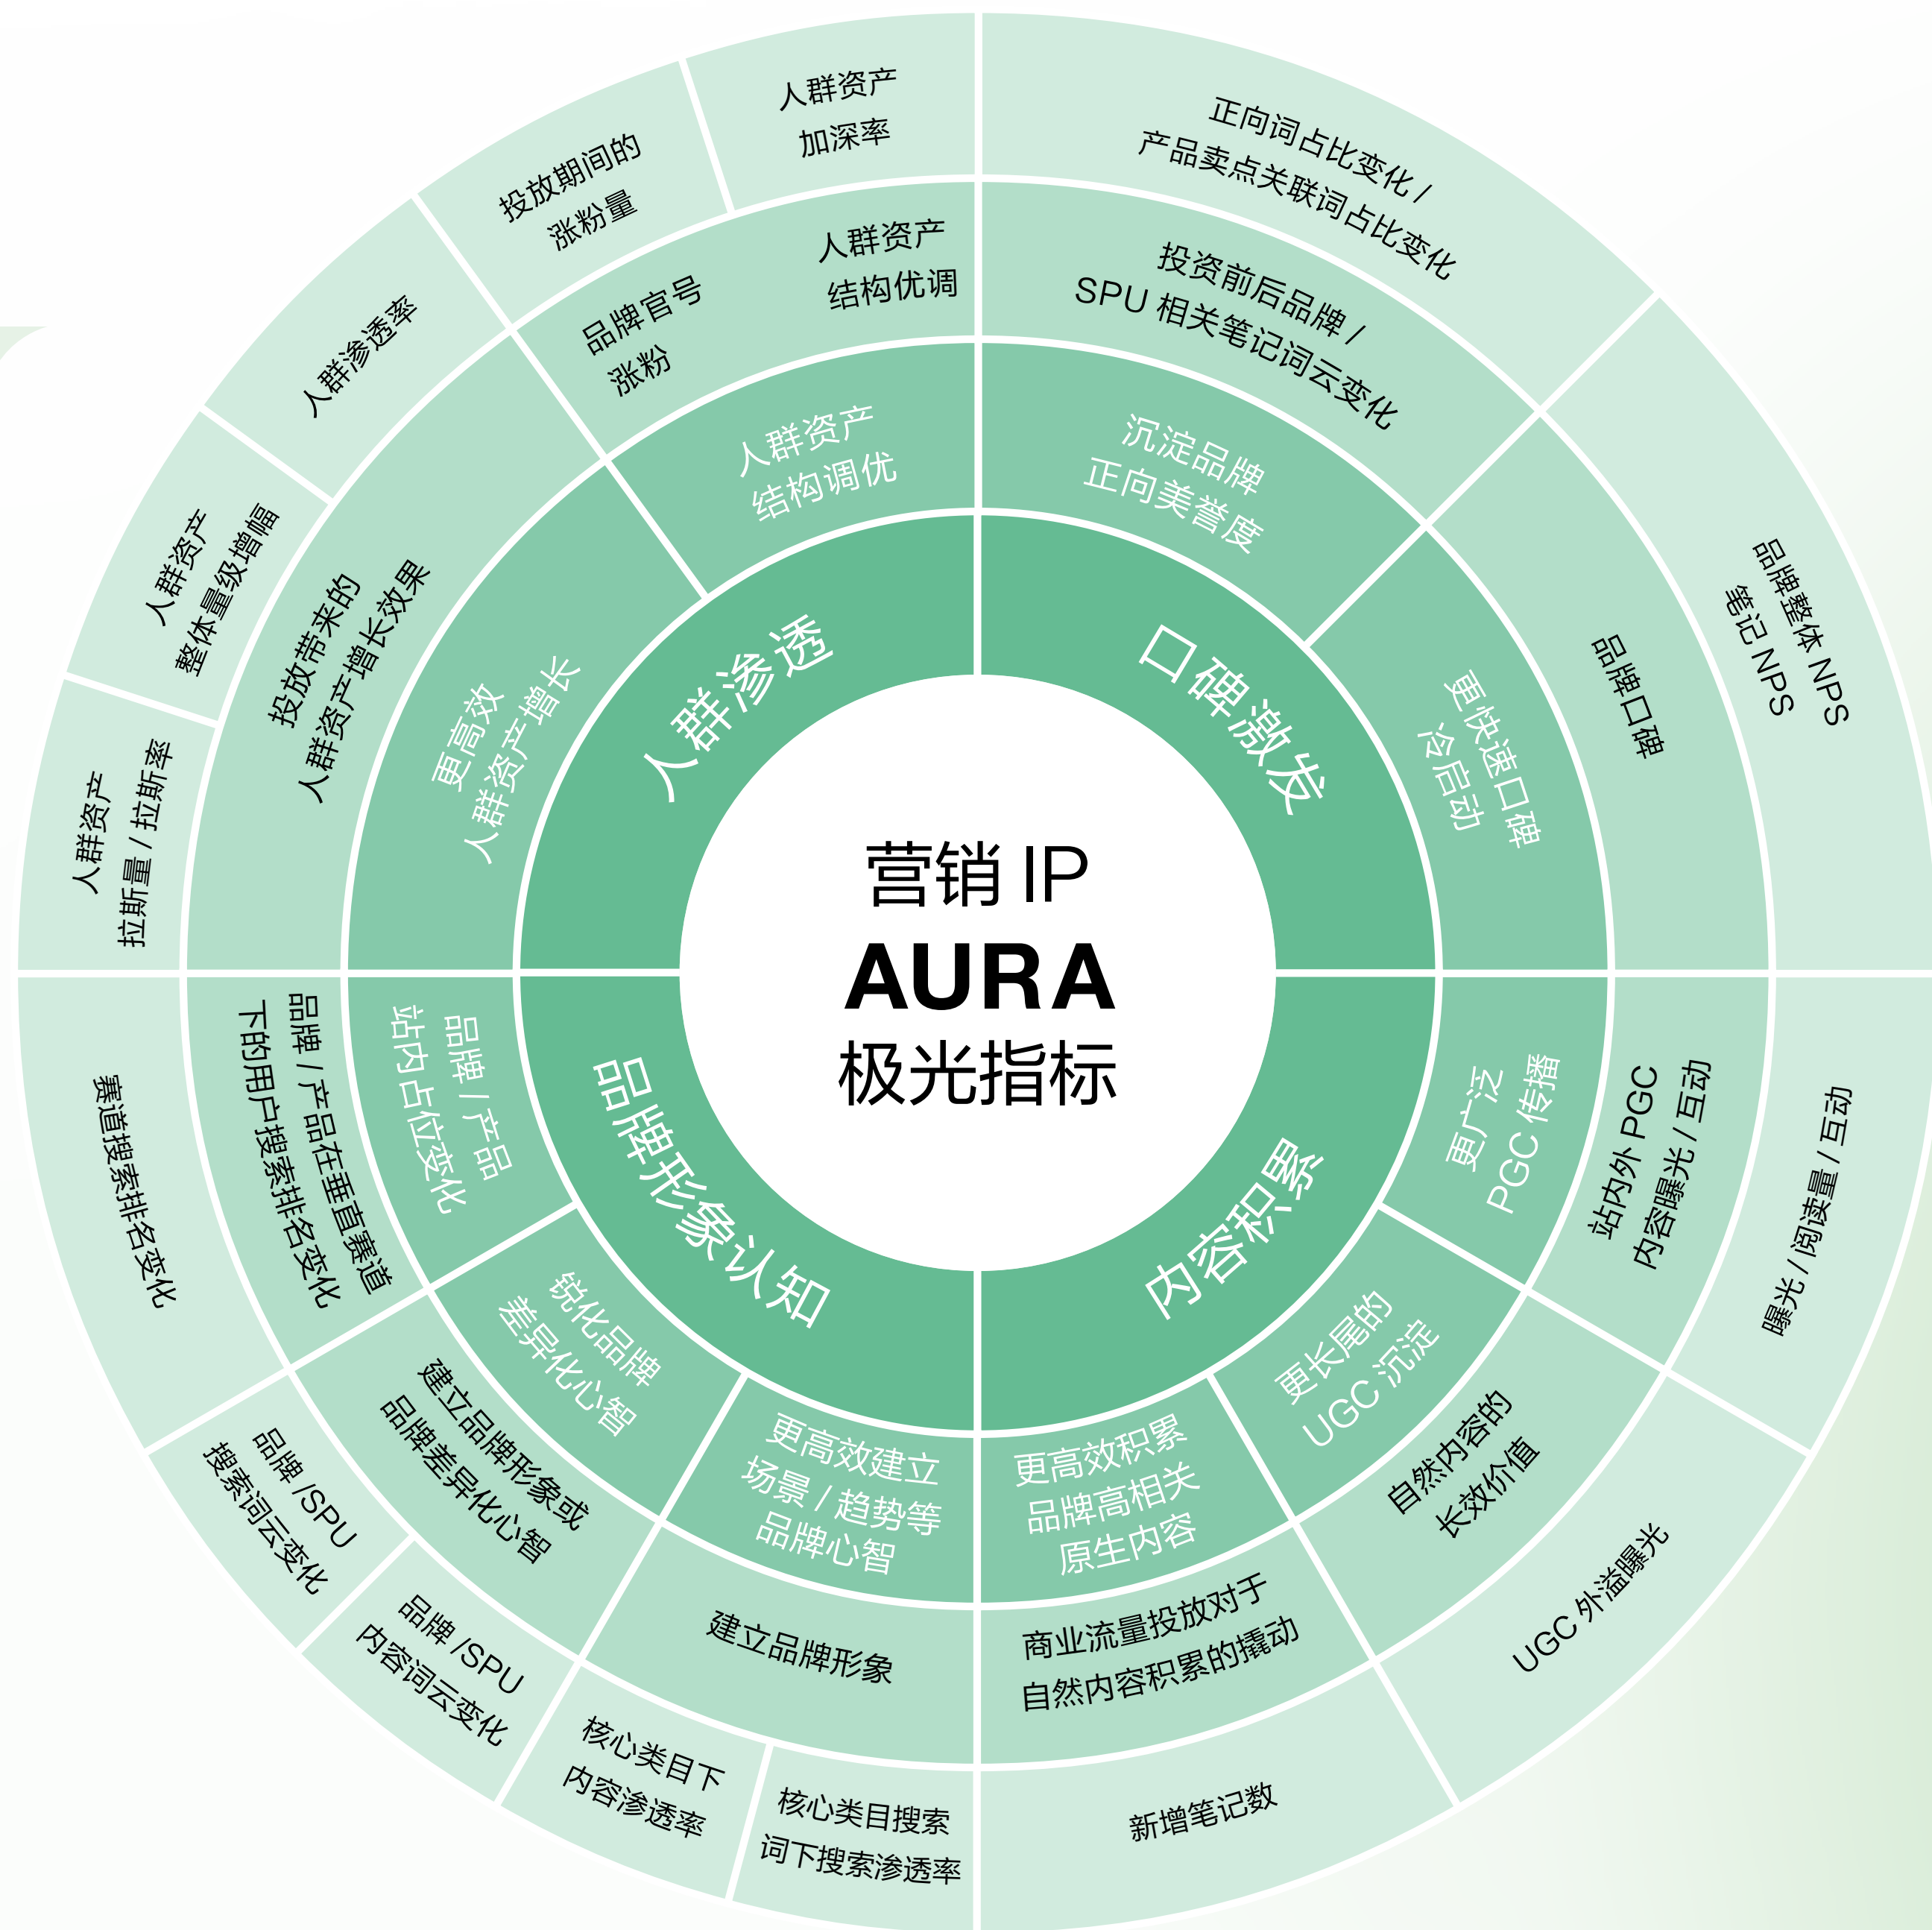 营销 IP
AURA
极光指标
人群渗透
口碑激发
内容积累
品牌形象认知
人群资产
结构调优
沉淀品牌
正向美誉度
更快速口碑
冷启动
更广泛
PGC 传播
更长尾的
UGC 沉淀
更高效积累
品牌高相关
原生内容
更高效建立
场景 / 趋势等
品牌心智
锐化品牌
差异化心智
品牌 / 产品
站内占位变化
更高效
人群资产增长
品牌官号
涨粉
人群资产
结构优调
投资前后品牌 /
SPU 相关笔记词云变化
品牌口碑
站内外 PGC
内容曝光 / 互动
自然内容的
长效价值
商业流量投放对于
自然内容积累的撬动
建立品牌形象
建立品牌形象或
品牌差异化心智
品牌 / 产品在垂直赛道
下的用户搜索排名变化
投放带来的
人群资产增长效果
投放期间的
涨粉量
人群资产
加深率
正向词占比变化 /
产品卖点关联词占比变化
品牌整体 NPS
笔记 NPS
曝光 / 阅读量 / 互动
UGC 外溢曝光
新增笔记数
核心类目搜索
词下搜索渗透率
核心类目下
内容渗透率
品牌 /SPU
内容词云变化
品牌 /SPU
搜索词云变化
赛道搜索排名变化
人群资产
拉斯量 / 拉斯率
人群资产
整体量级增幅
人群渗透率